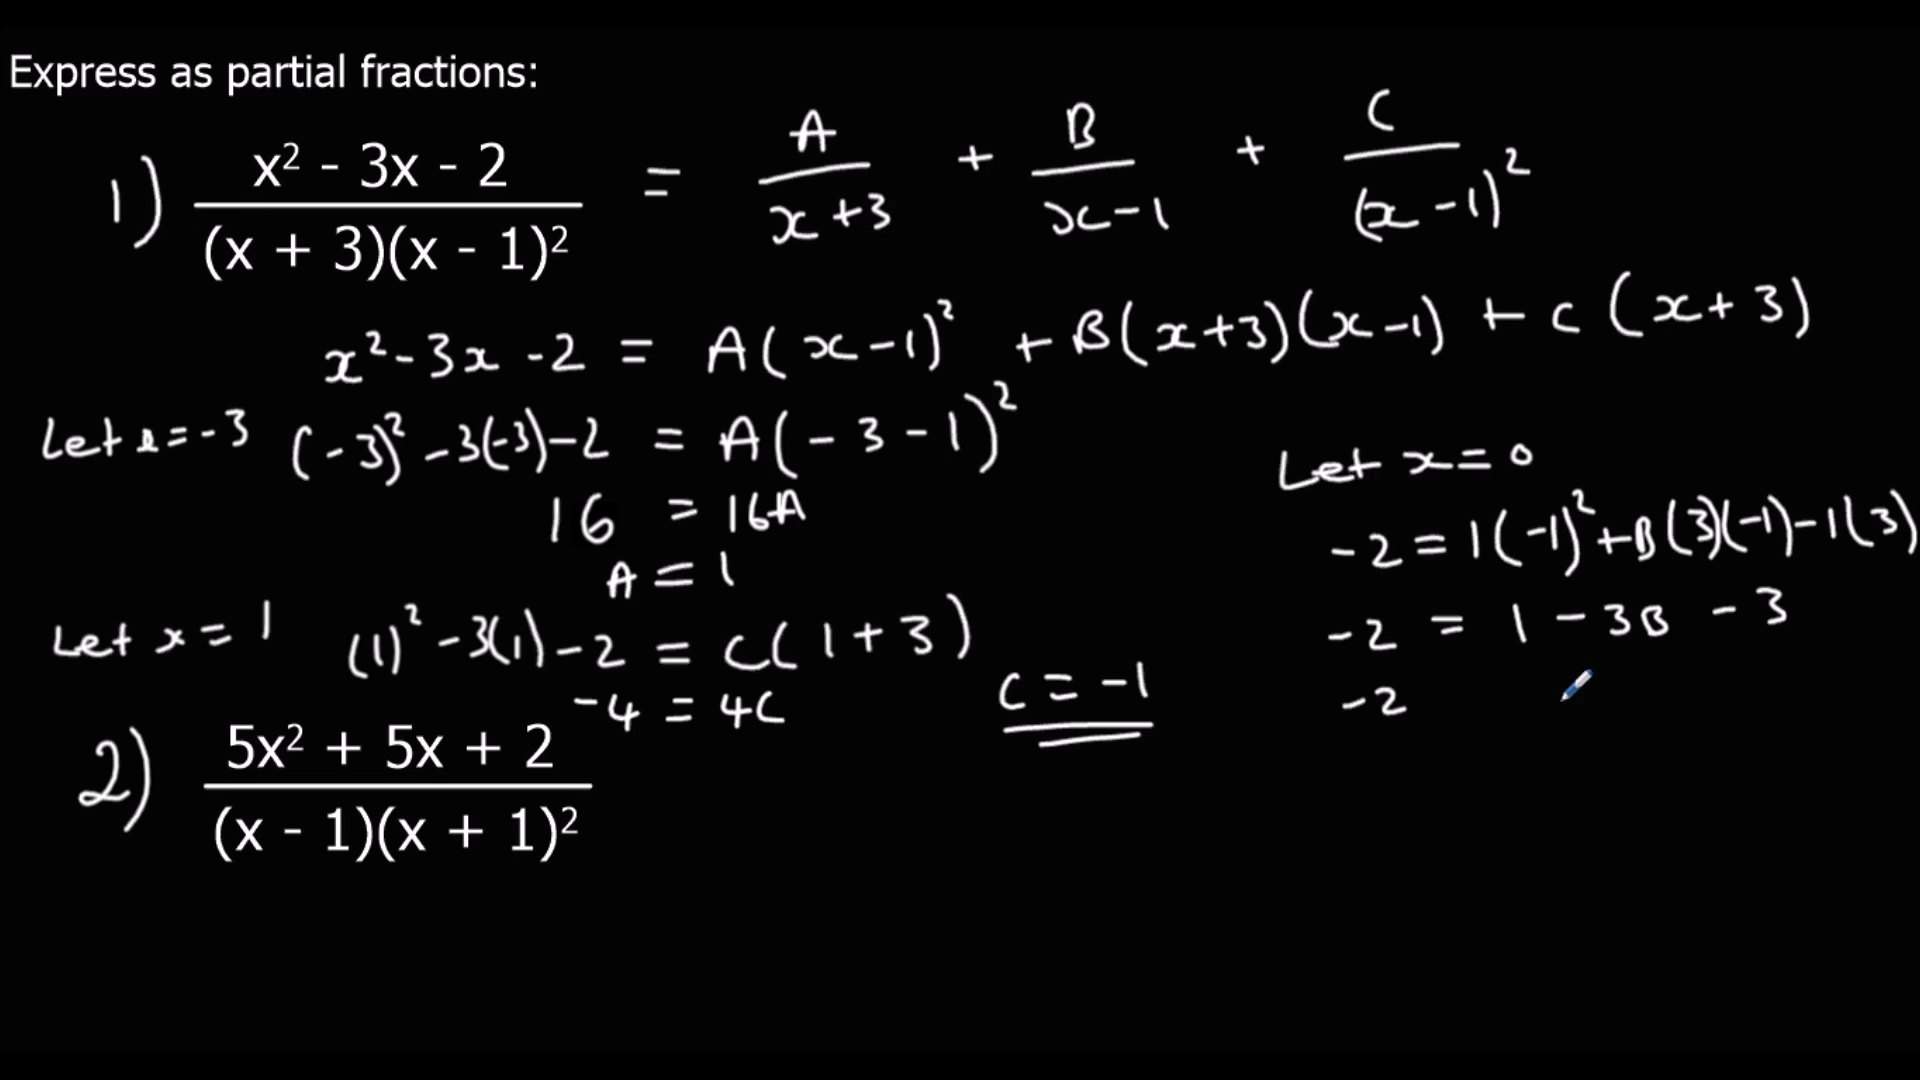 Express as partial fractions:
1) x² - 3x - 2 / (x + 3)(x - 1)² = A / x+3 + B / x-1 + C / (x-1)²
x² - 3x - 2 = A(x-1)² + B(x+3)(x-1) + C(x+3)
Let x = -3 (-3)² - 3(-3) - 2 = A(-3-1)²
16 = 16A
A = 1
Let x = 1 (1)² - 3(1) - 2 = C(1+3)
-4 = 4C
C = -1
Let x = 0
-2 = 1(-1)² + B(3)(-1) - 1(3)
-2 = 1 - 3B - 3
-2
2) 5x² + 5x + 2 / (x - 1)(x + 1)²